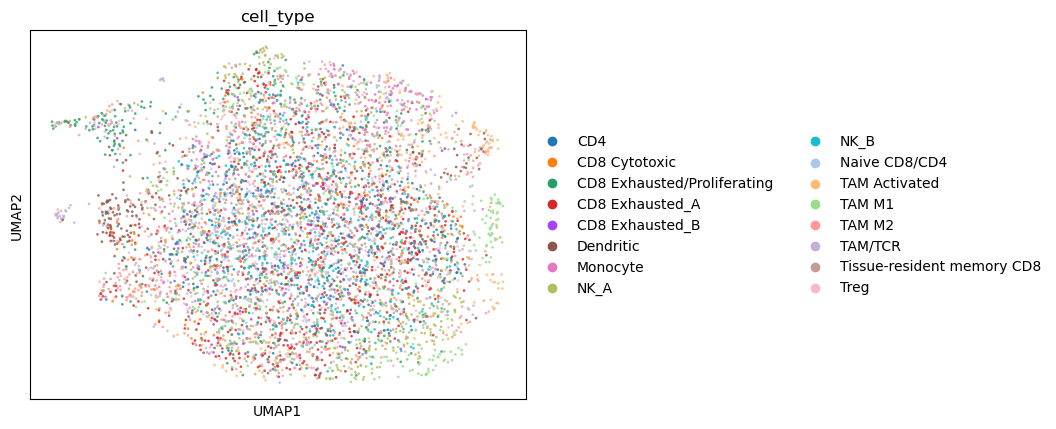 cell_type
UMAP2
UMAP1
CD4
CD8 Cytotoxic
CD8 Exhausted/Proliferating
CD8 Exhausted_A
CD8 Exhausted_B
Dendritic
Monocyte
NK_A
NK_B
Naive CD8/CD4
TAM Activated
TAM M1
TAM M2
TAM/TCR
Tissue-resident memory CD8
Treg